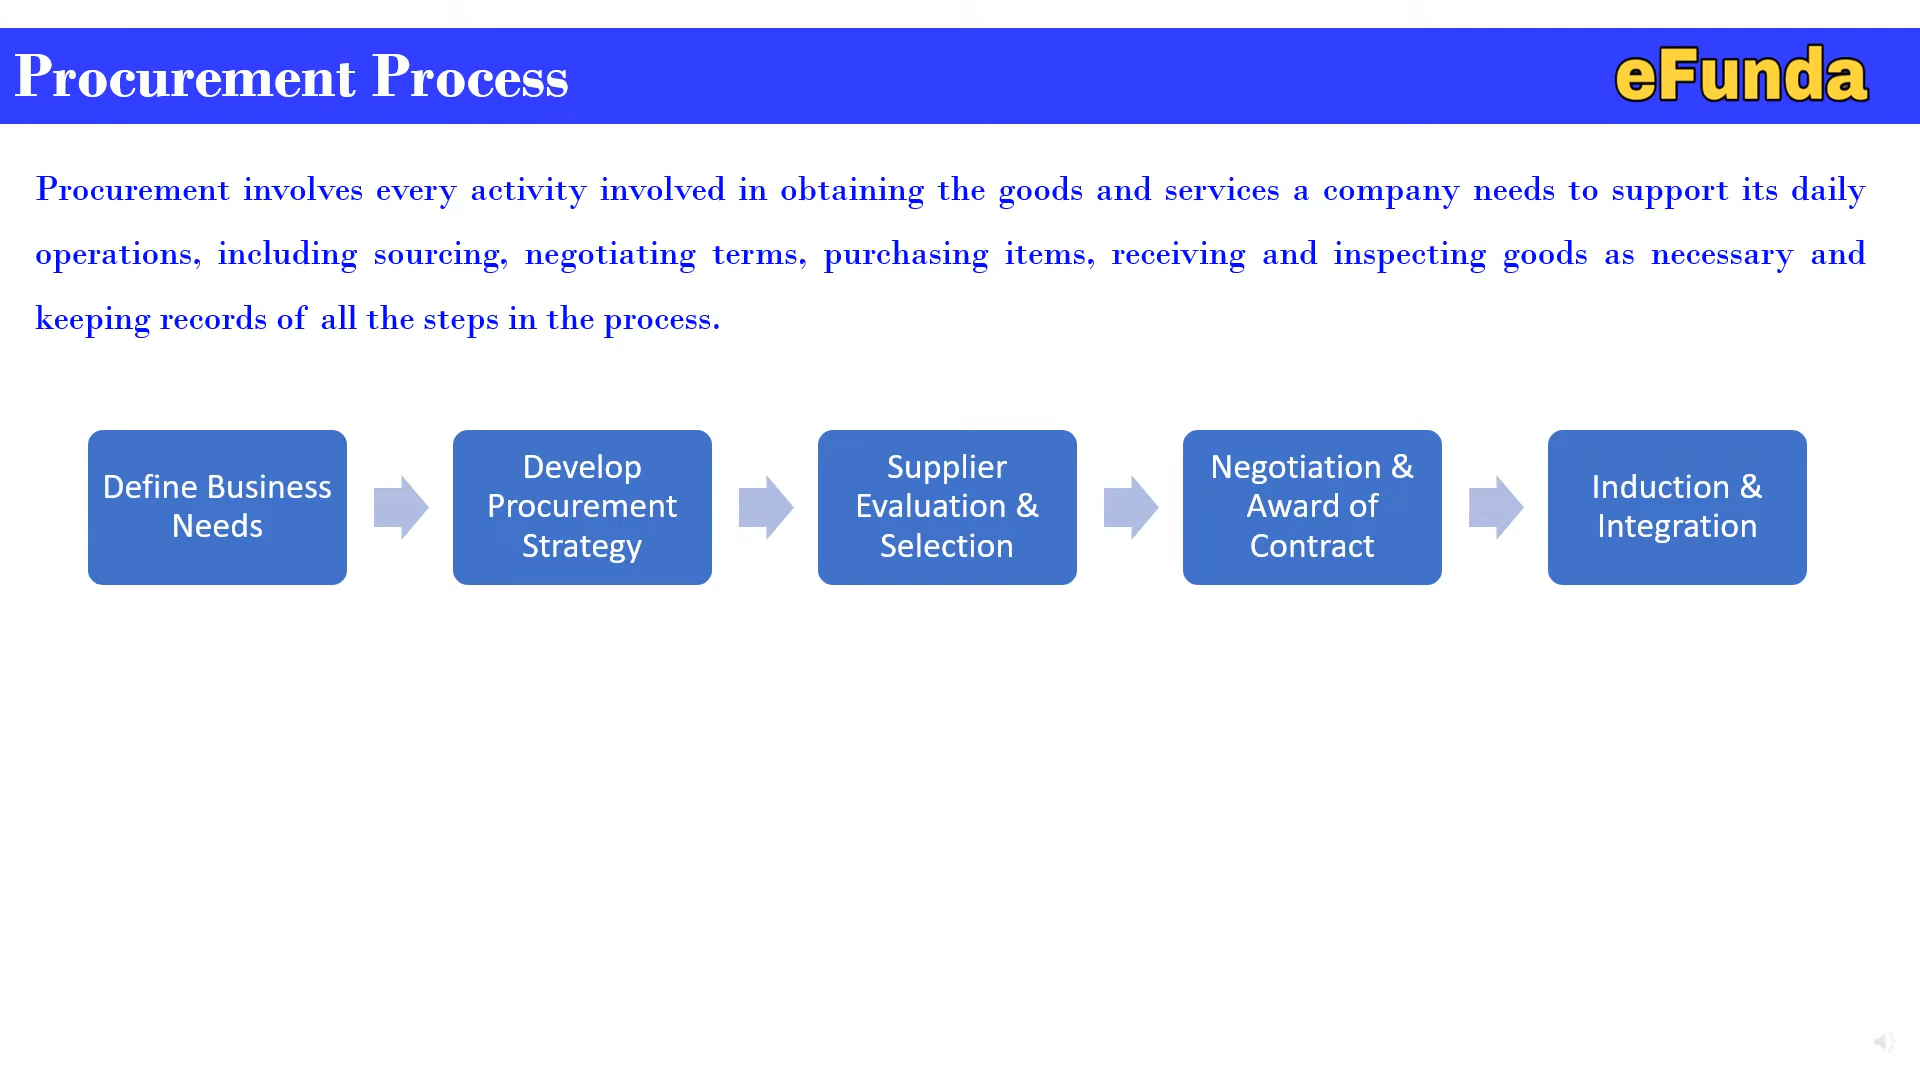 Procurement Process
eFunda
Procurement involves every activity involved in obtaining the goods and services a company needs to support its daily
operations, including sourcing, negotiating terms, purchasing items, receiving and inspecting goods as necessary and
keeping records of all the steps in the process.
Define Business
Needs
Develop
Procurement
Strategy
Supplier
Evaluation &
Selection
Negotiation &
Award of
Contract
Induction &
Integration